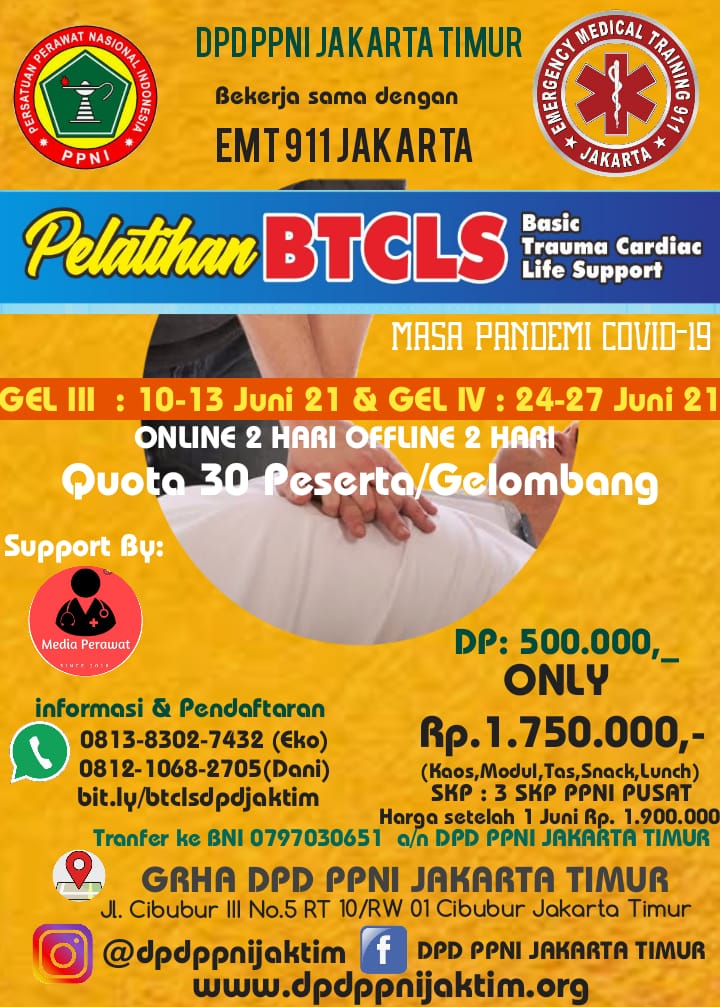 DPD PPNI JAKARTA TIMUR
Bekerja sama dengan
EMT 911 JAKARTA
PERSATUAN PERAWAT NASIONAL INDONESIA
PPNI
EMERGENCY MEDICAL TRAINING 911
JAKARTA
Pelatihan BTCLS
Basic
Trauma Cardiac
Life Support
MASA PANDEMI COVID-19
GEL III : 10-13 Juni 21 & GEL IV : 24-27 Juni 21
ONLINE 2 HARI OFFLINE 2 HARI
Quota 30 Peserta/Gelombang
Support By:
Media Perawat
SINCE 2018
DP: 500.000,_
ONLY
Rp.1.750.000,-
(Kaos,Modul,Tas,Snack,Lunch)
SKP : 3 SKP PPNI PUSAT
Harga setelah 1 Juni Rp. 1.900.000
informasi & Pendaftaran
0813-8302-7432 (Eko)
0812-1068-2705(Dani)
bit.ly/btclsdpdjaktim
Tranfer ke BNI 0797030651 a/n DPD PPNI JAKARTA TIMUR
GRHA DPD PPNI JAKARTA TIMUR
Jl. Cibubur III No.5 RT 10/RW 01 Cibubur Jakarta Timur
@dpdppnijaktim
DPD PPNI JAKARTA TIMUR
www.dpdppnijaktim.org